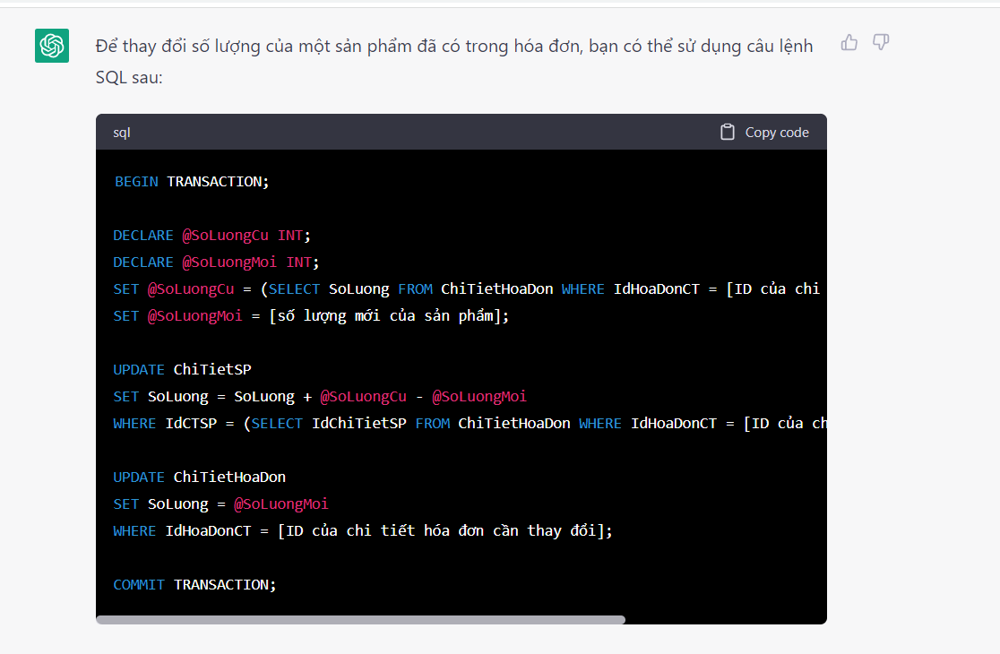 Để thay đổi số lượng của một sản phẩm đã có trong hóa đơn, bạn có thể sử dụng câu lệnh
SQL sau:
sql
Copy code
BEGIN TRANSACTION;
DECLARE @SoLuongCu INT;
DECLARE @SoLuongMoi INT;
SET @SoLuongCu = (SELECT SoLuong FROM ChiTietHoaDon WHERE IdHoaDonCT = [ID của chi
SET @SoLuongMoi = [số lượng mới của sản phẩm];
UPDATE ChiTietSP
SET SoLuong = SoLuong + @SoLuongCu - @SoLuongMoi
WHERE IdCTSP = (SELECT IdChiTietSP FROM ChiTietHoaDon WHERE IdHoaDonCT = [ID của ch
UPDATE ChiTietHoaDon
SET SoLuong = @SoLuongMoi
WHERE IdHoaDonCT = [ID của chi tiết hóa đơn cần thay đổi];
COMMIT TRANSACTION;